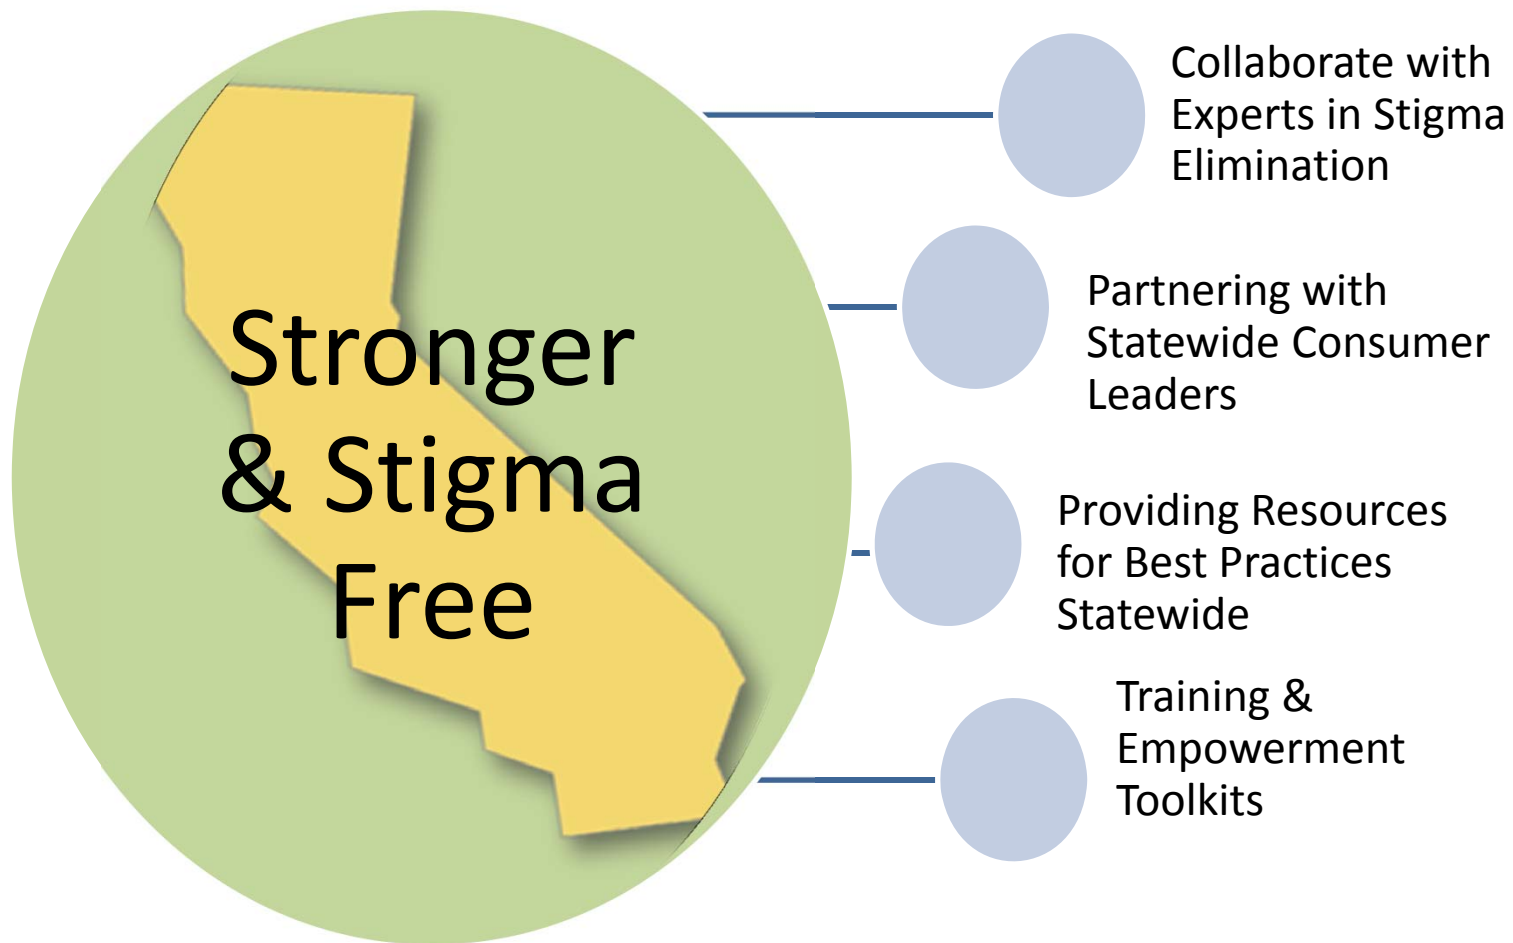 Stronger
& Stigma
Free
Collaborate with
Experts in Stigma
Elimination
Partnering with
Statewide Consumer
Leaders
Providing Resources
for Best Practices
Statewide
Training &
Empowerment
Toolkits